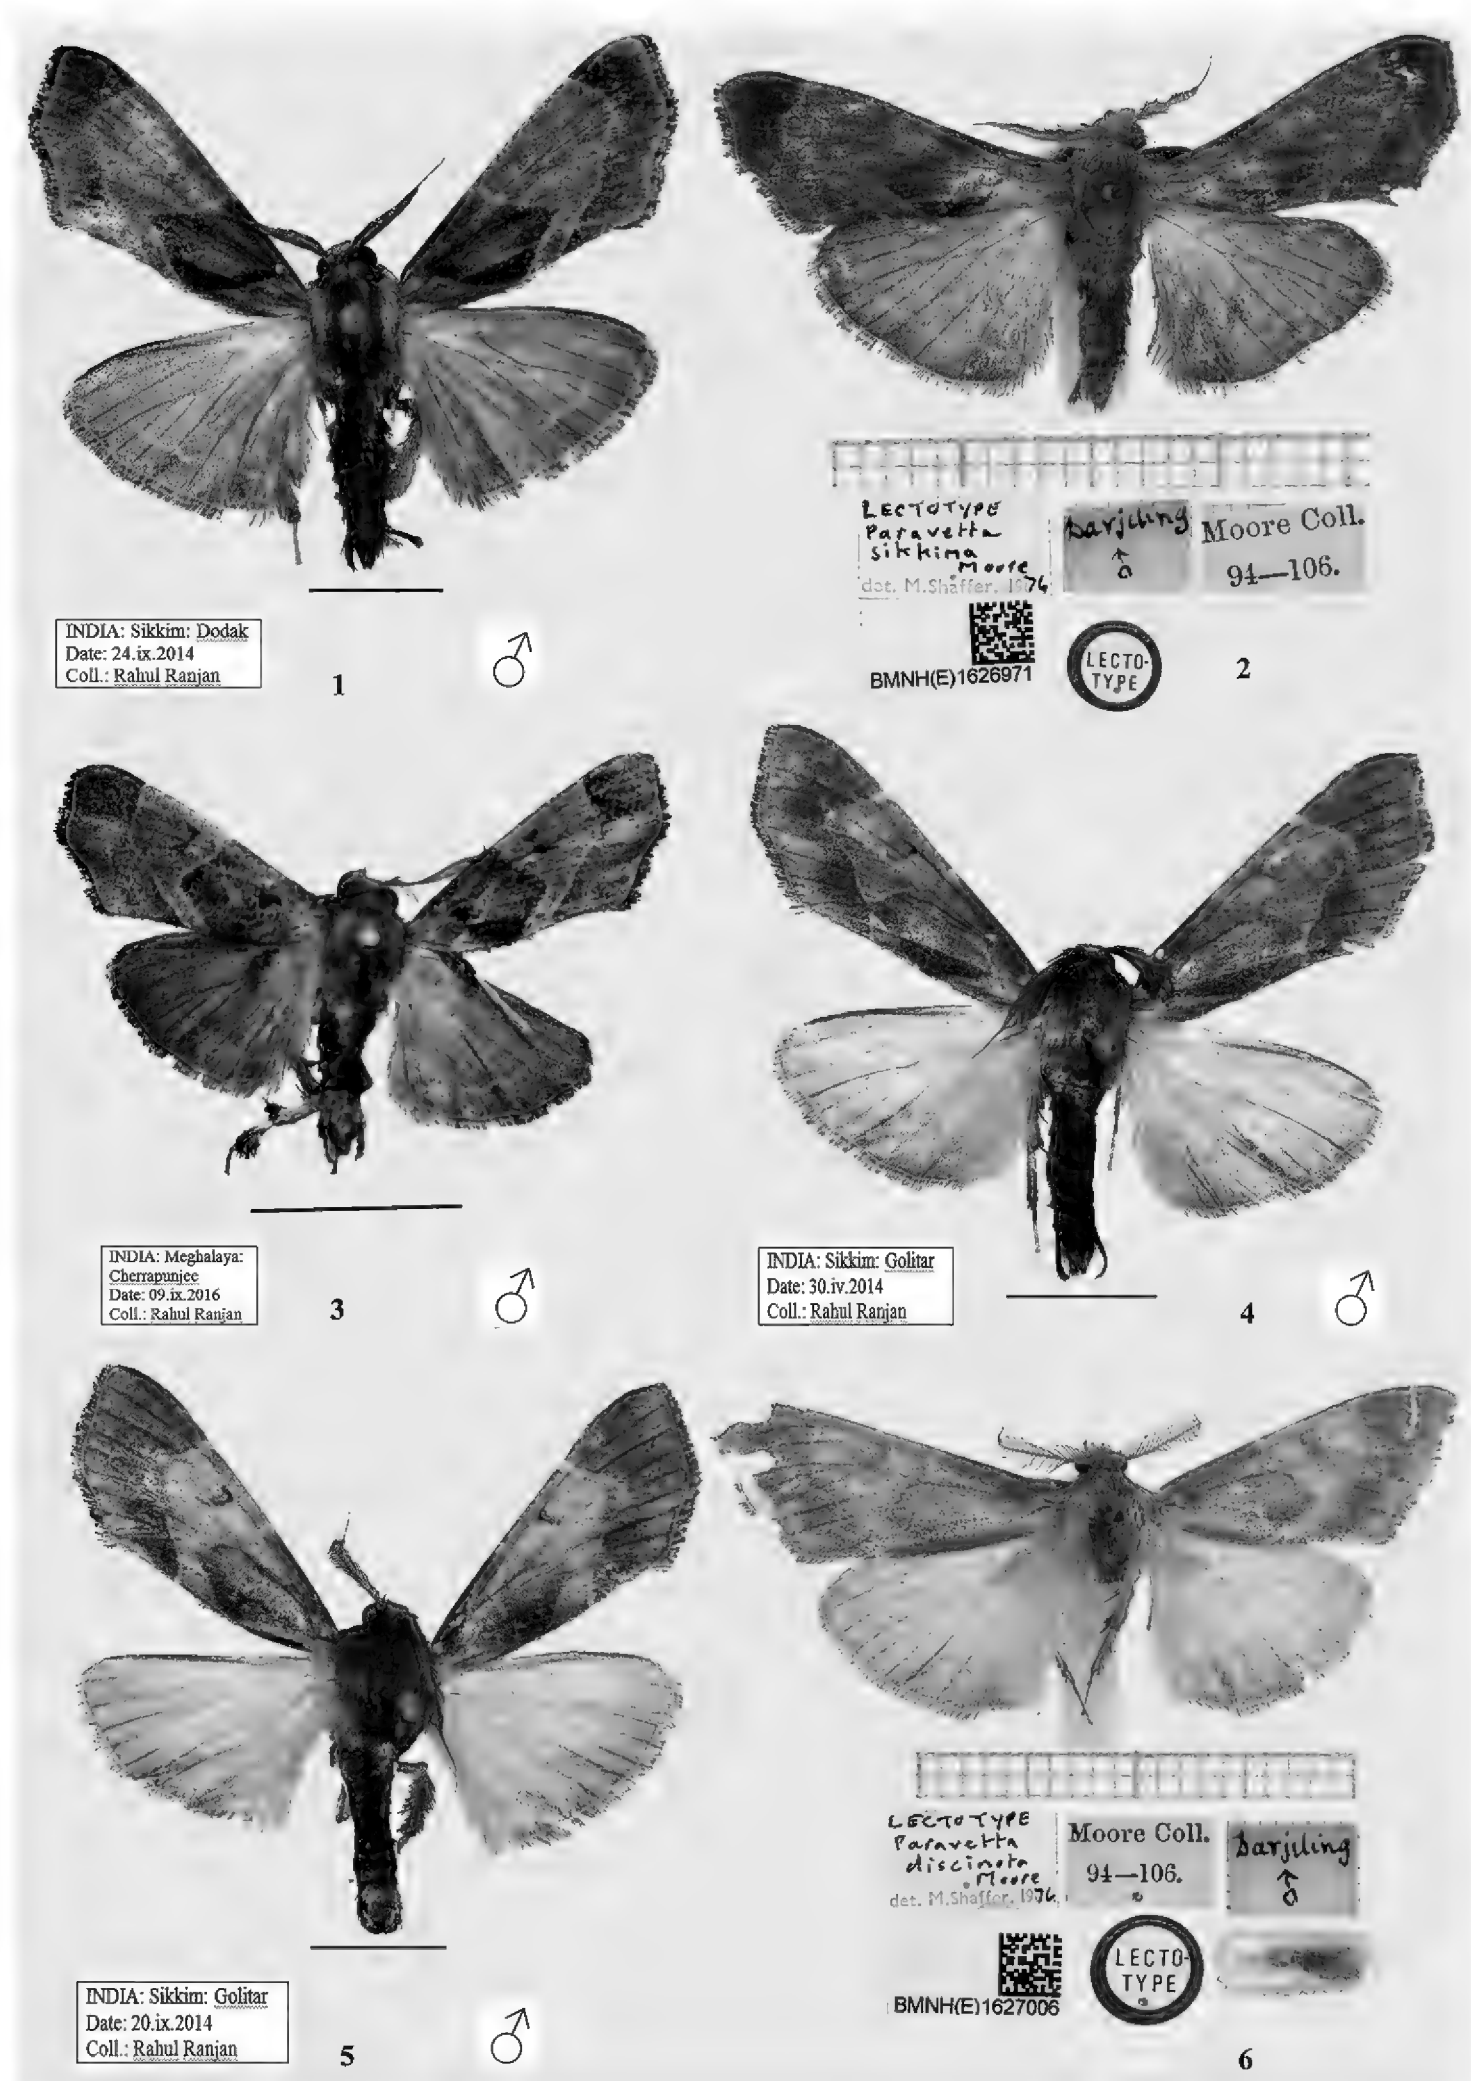 INDIA: Sikkim: Dodak
Date: 24.ix.2014
Coll.: Rahul Ranjan
1
♂
LECTOTYPE
Paravetta
sikkima
Moore
det. M.Shaffer. 1976
Darjiling
♂
Moore Coll.
94—106.
BMNH(E)1626971
LECTO-
TYPE
2
INDIA: Meghalaya:
Cherrapunjee
Date: 09.ix.2016
Coll.: Rahul Ranjan
3
♂
INDIA: Sikkim: Golitar
Date: 30.iv.2014
Coll.: Rahul Ranjan
4
♂
INDIA: Sikkim: Golitar
Date: 20.ix.2014
Coll.: Rahul Ranjan
5
♂
LECTOTYPE
Paravetta
discinota
Moore
det. M.Shaffer. 1976
Moore Coll.
94—106.
Darjiling
♂
BMNH(E)1627006
LECTO-
TYPE
6